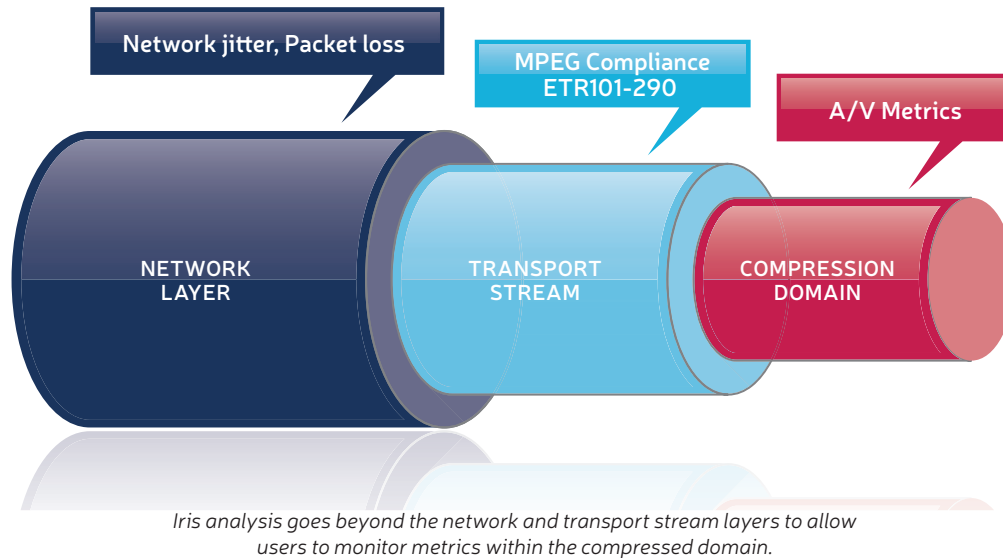 Network jitter, Packet loss
MPEG Compliance
ETR101-290
A/V Metrics
NETWORK
LAYER
TRANSPORT
STREAM
COMPRESSION
DOMAIN
Iris analysis goes beyond the network and transport stream layers to allow
users to monitor metrics within the compressed domain.